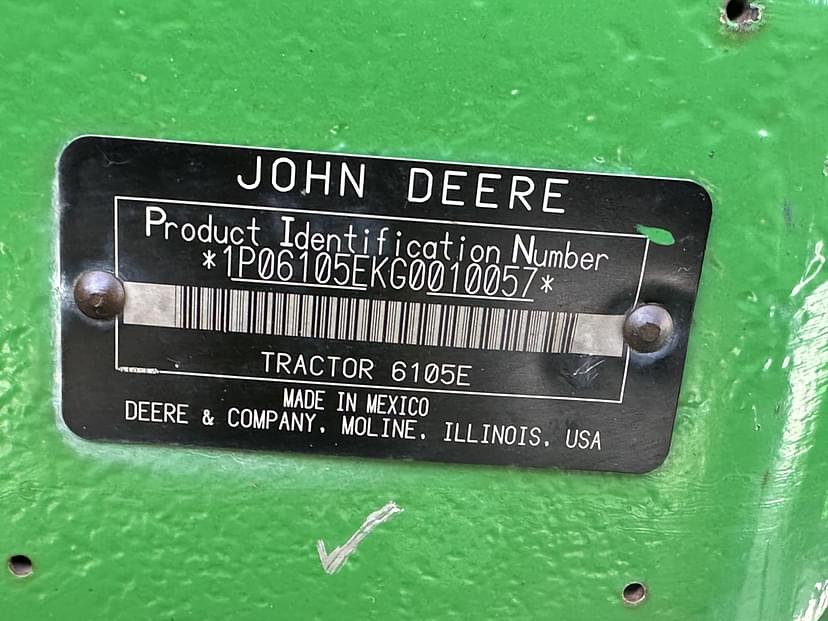 JOHN DEERE
Product Identification Number
*1P06105EKG0010057*
TRACTOR 6105E
MADE IN MEXICO
DEERE & COMPANY, MOLINE, ILLINOIS, USA